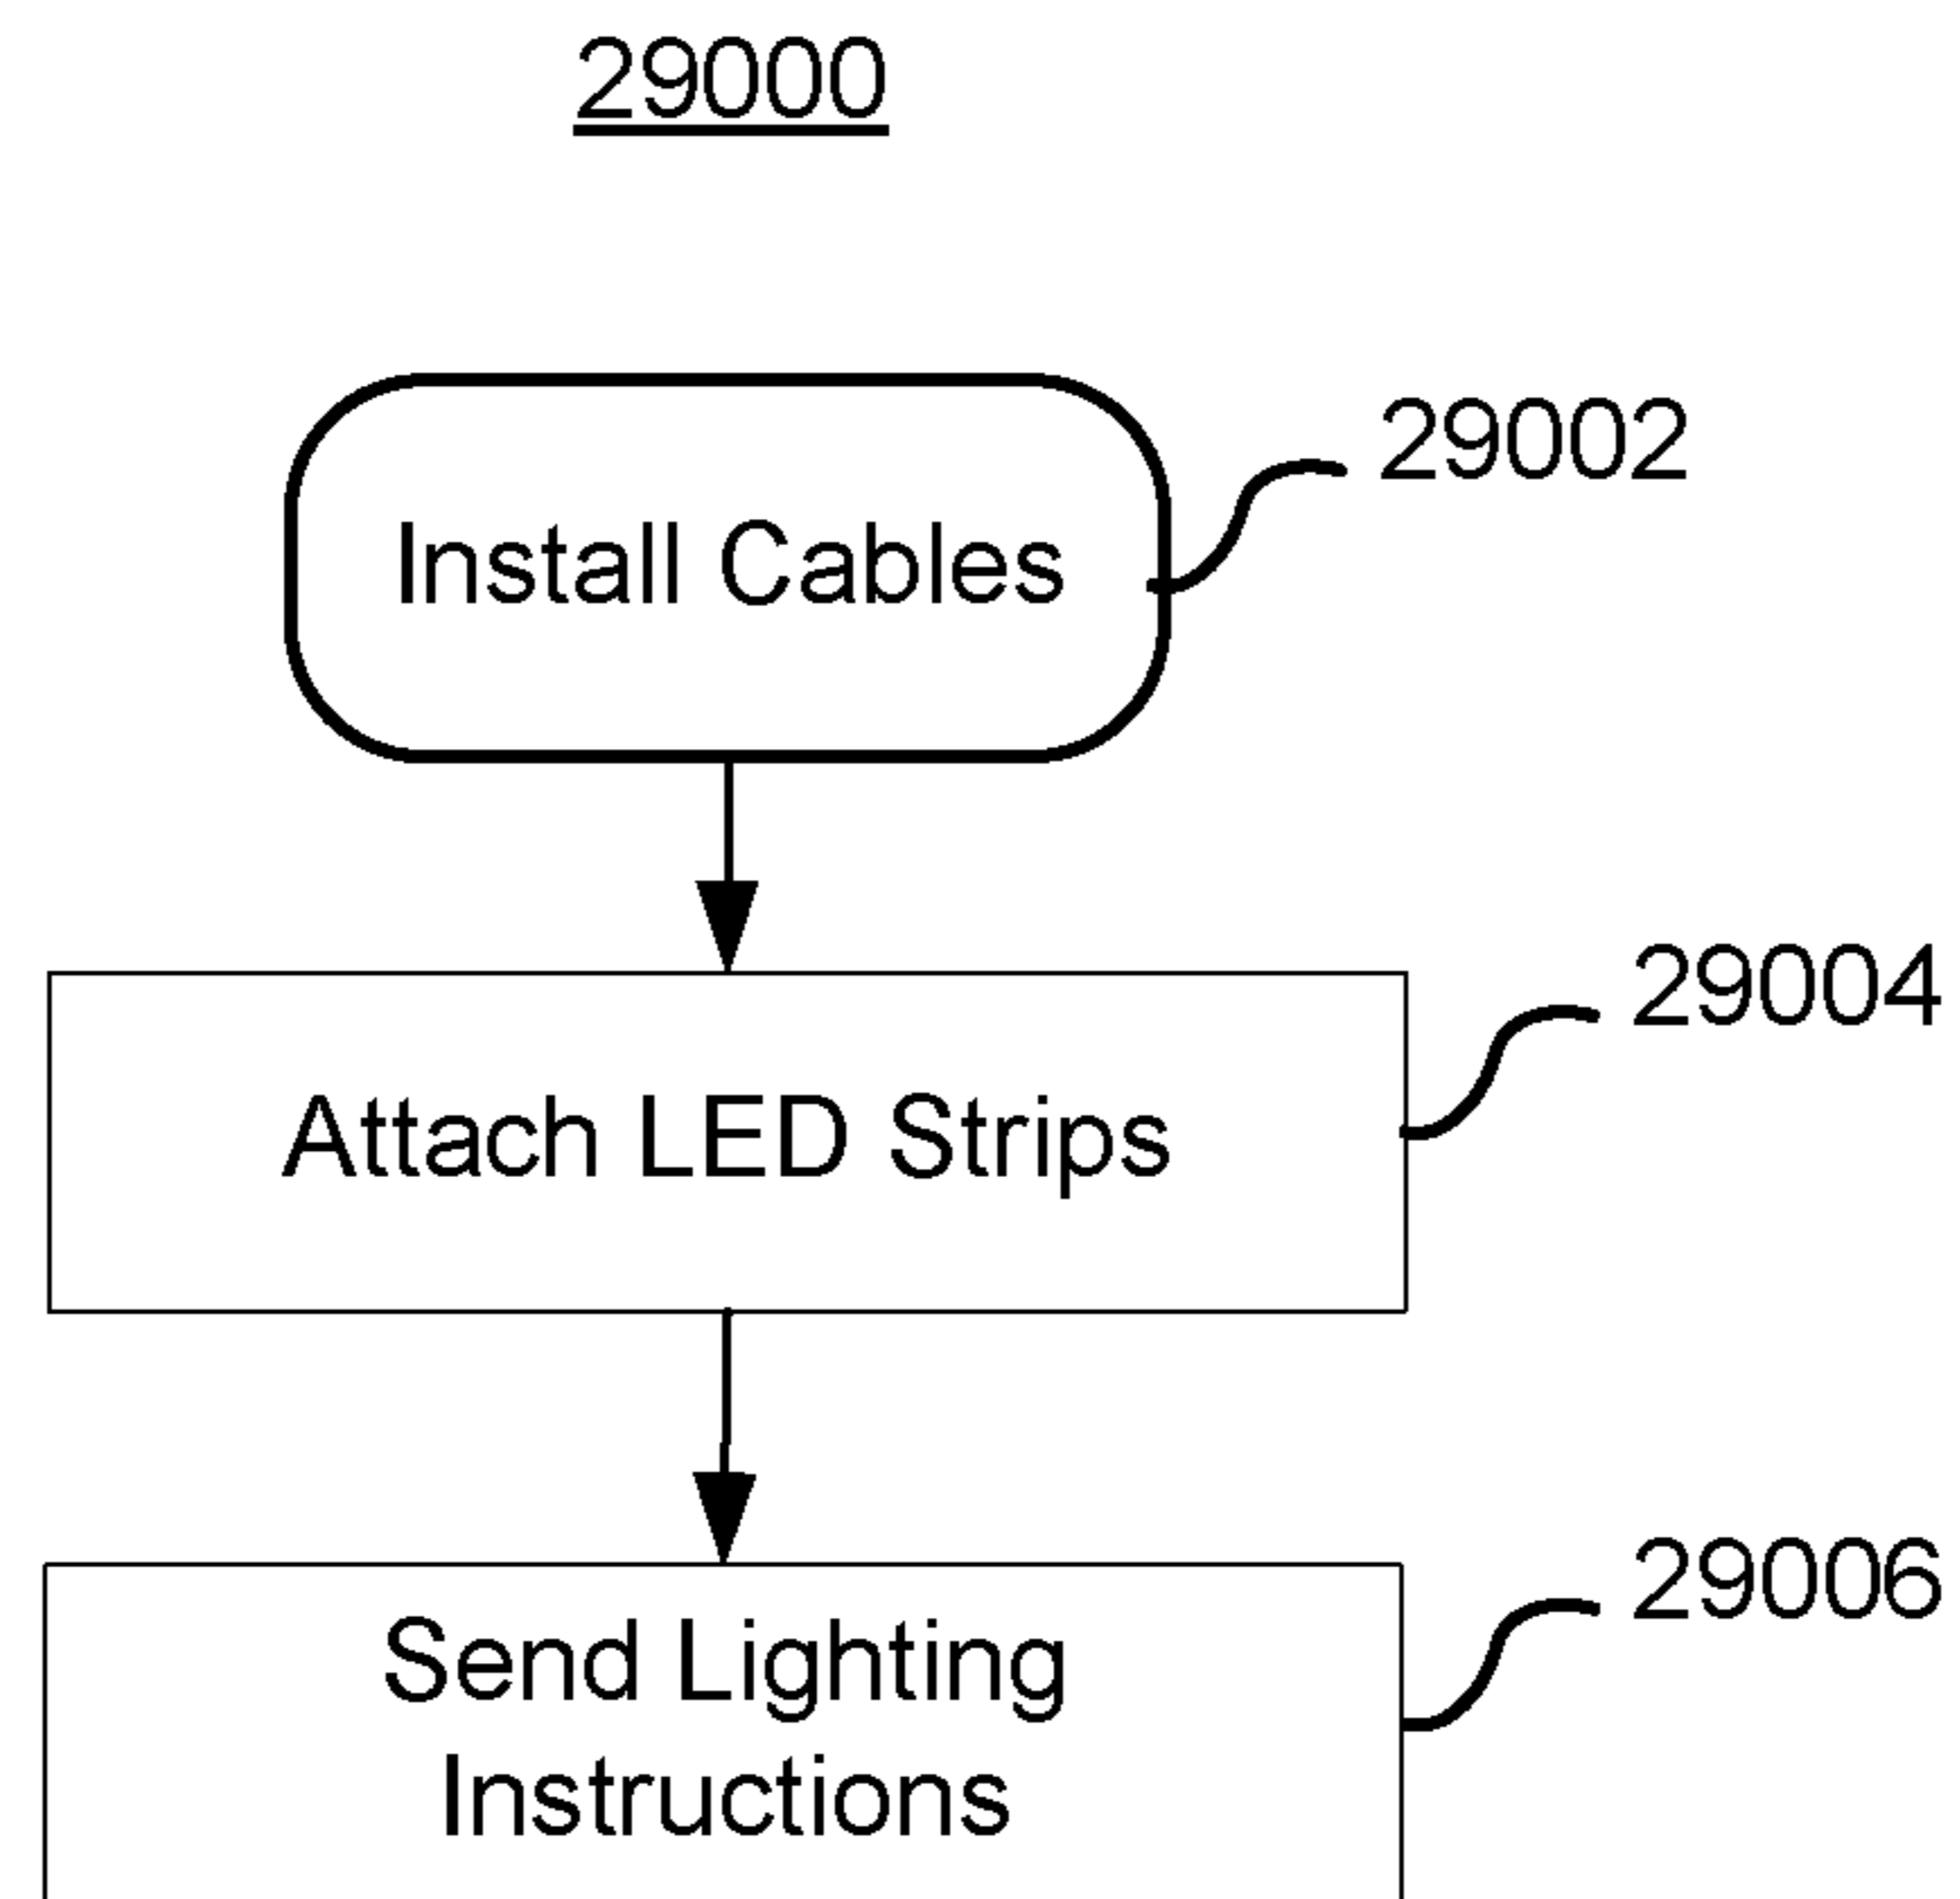 29000
29002
Install Cables
29004
Attach LED Strips
29006
Send Lighting
Instructions